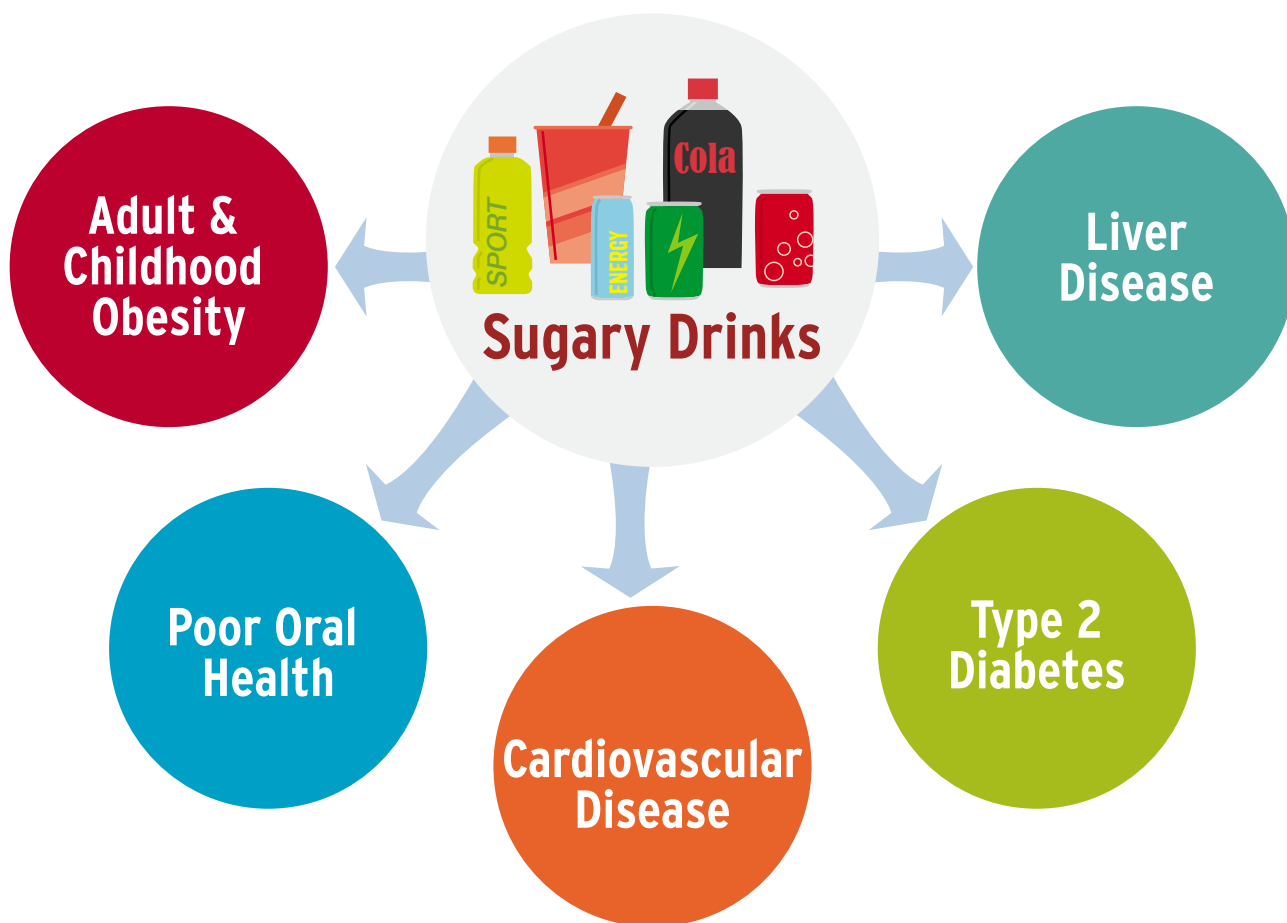 Cola
SPORT
ENERGY
Sugary Drinks
Adult &
Childhood
Obesity
Liver
Disease
Poor Oral
Health
Type 2
Diabetes
Cardiovascular
Disease